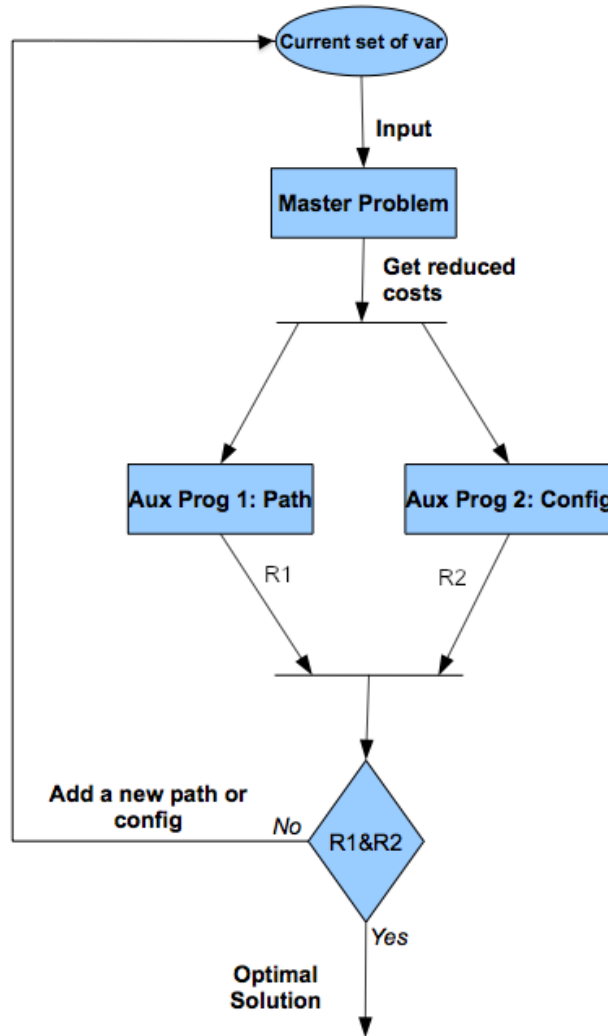 Current set of var
Input
Master Problem
Get reduced
costs
Aux Prog 1: Path
Aux Prog 2: Config
R1
R2
Add a new path or
config
No
R1&R2
Yes
Optimal
Solution